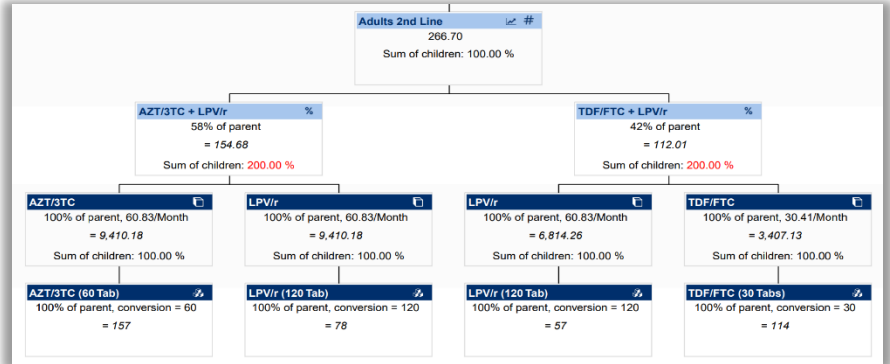 Adults 2nd Line #
266.70
Sum of children: 100.00 %
AZT/3TC + LPV/r %
58% of parent
= 154.68
Sum of children: 200.00 %
TDF/FTC + LPV/r %
42% of parent
= 112.01
Sum of children: 200.00 %
AZT/3TC
100% of parent, 60.83/Month
= 9,410.18
Sum of children: 100.00 %
LPV/r
100% of parent, 60.83/Month
= 9,410.18
Sum of children: 100.00 %
LPV/r
100% of parent, 60.83/Month
= 6,814.26
Sum of children: 100.00 %
TDF/FTC
100% of parent, 30.41/Month
= 3,407.13
Sum of children: 100.00 %
AZT/3TC (60 Tab)
100% of parent, conversion = 60
= 157
LPV/r (120 Tab)
100% of parent, conversion = 120
= 78
LPV/r (120 Tab)
100% of parent, conversion = 120
= 57
TDF/FTC (30 Tabs)
100% of parent, conversion = 30
= 114